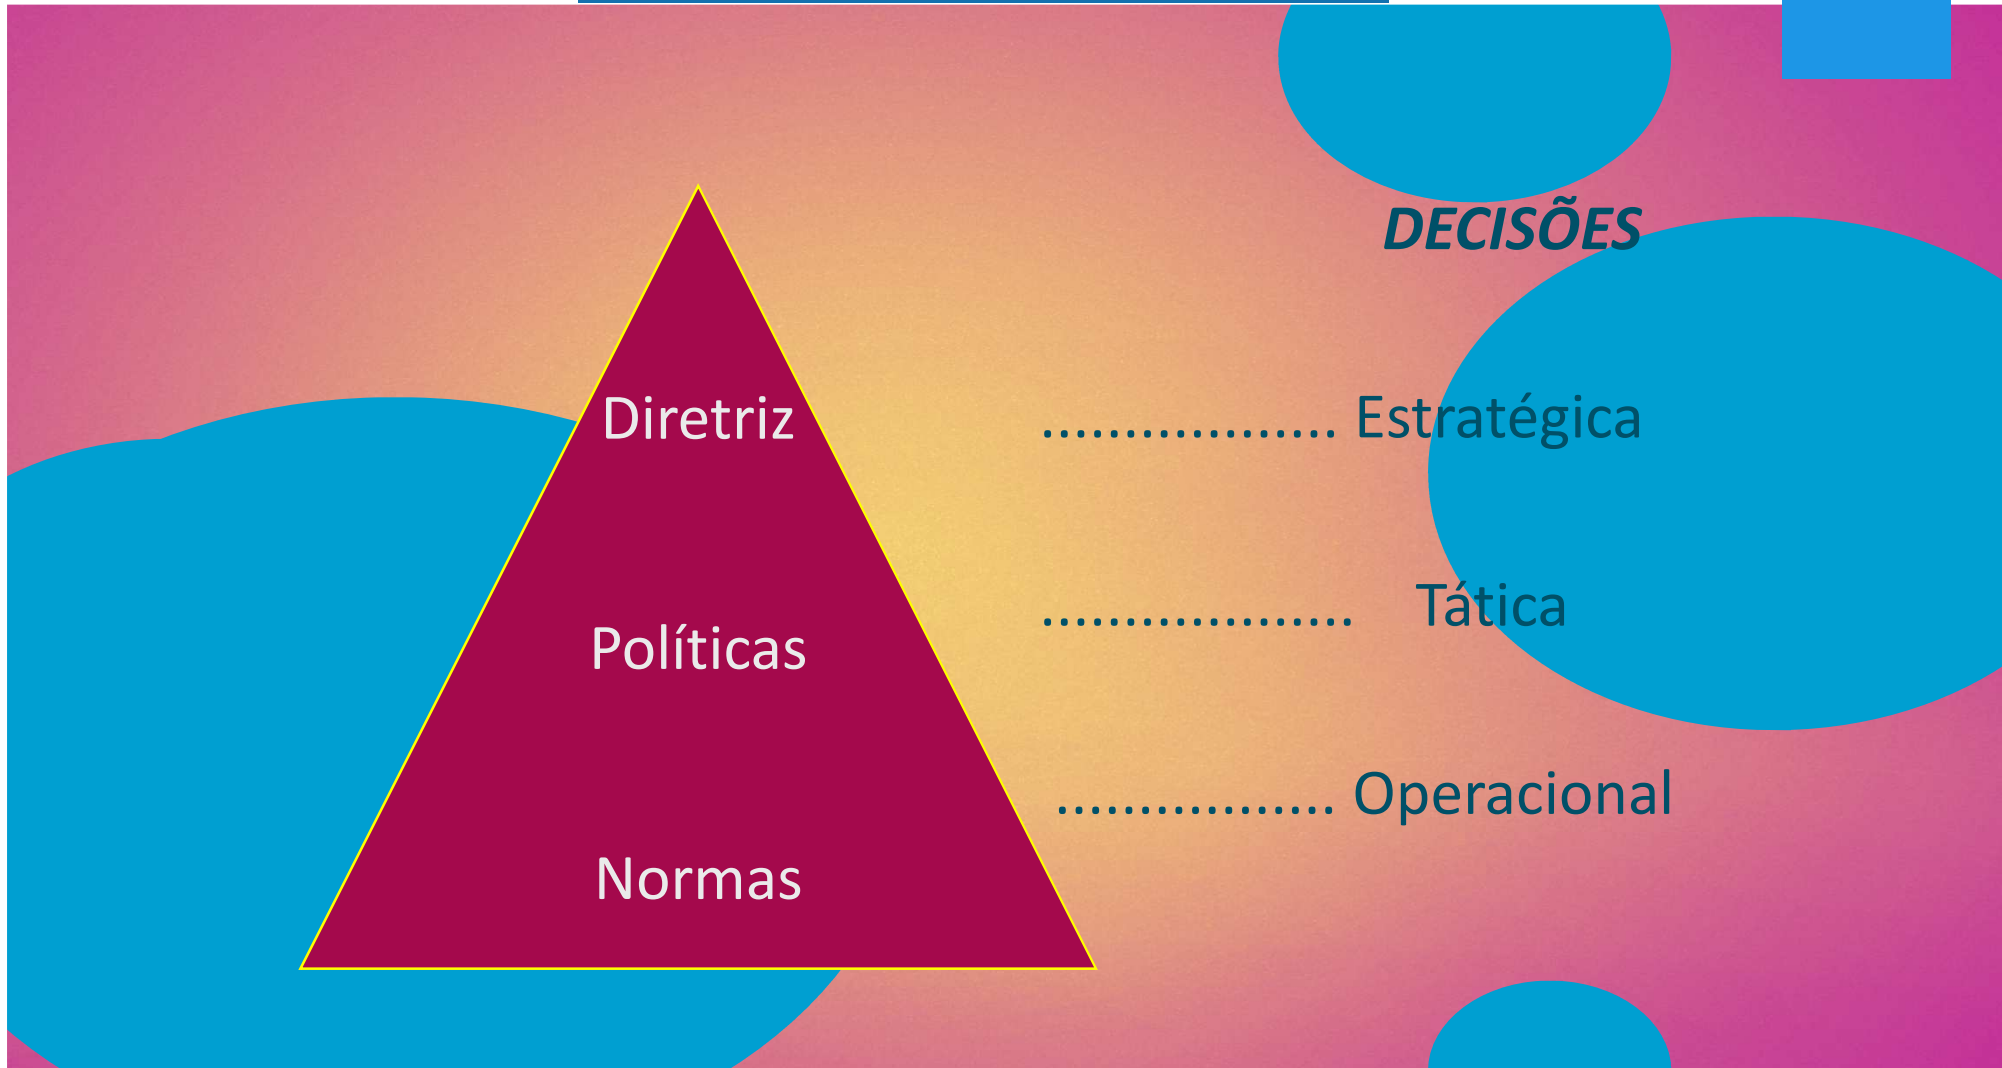 DECISÕES
Diretriz .................. Estratégica
................... Tática
Políticas
................. Operacional
Normas